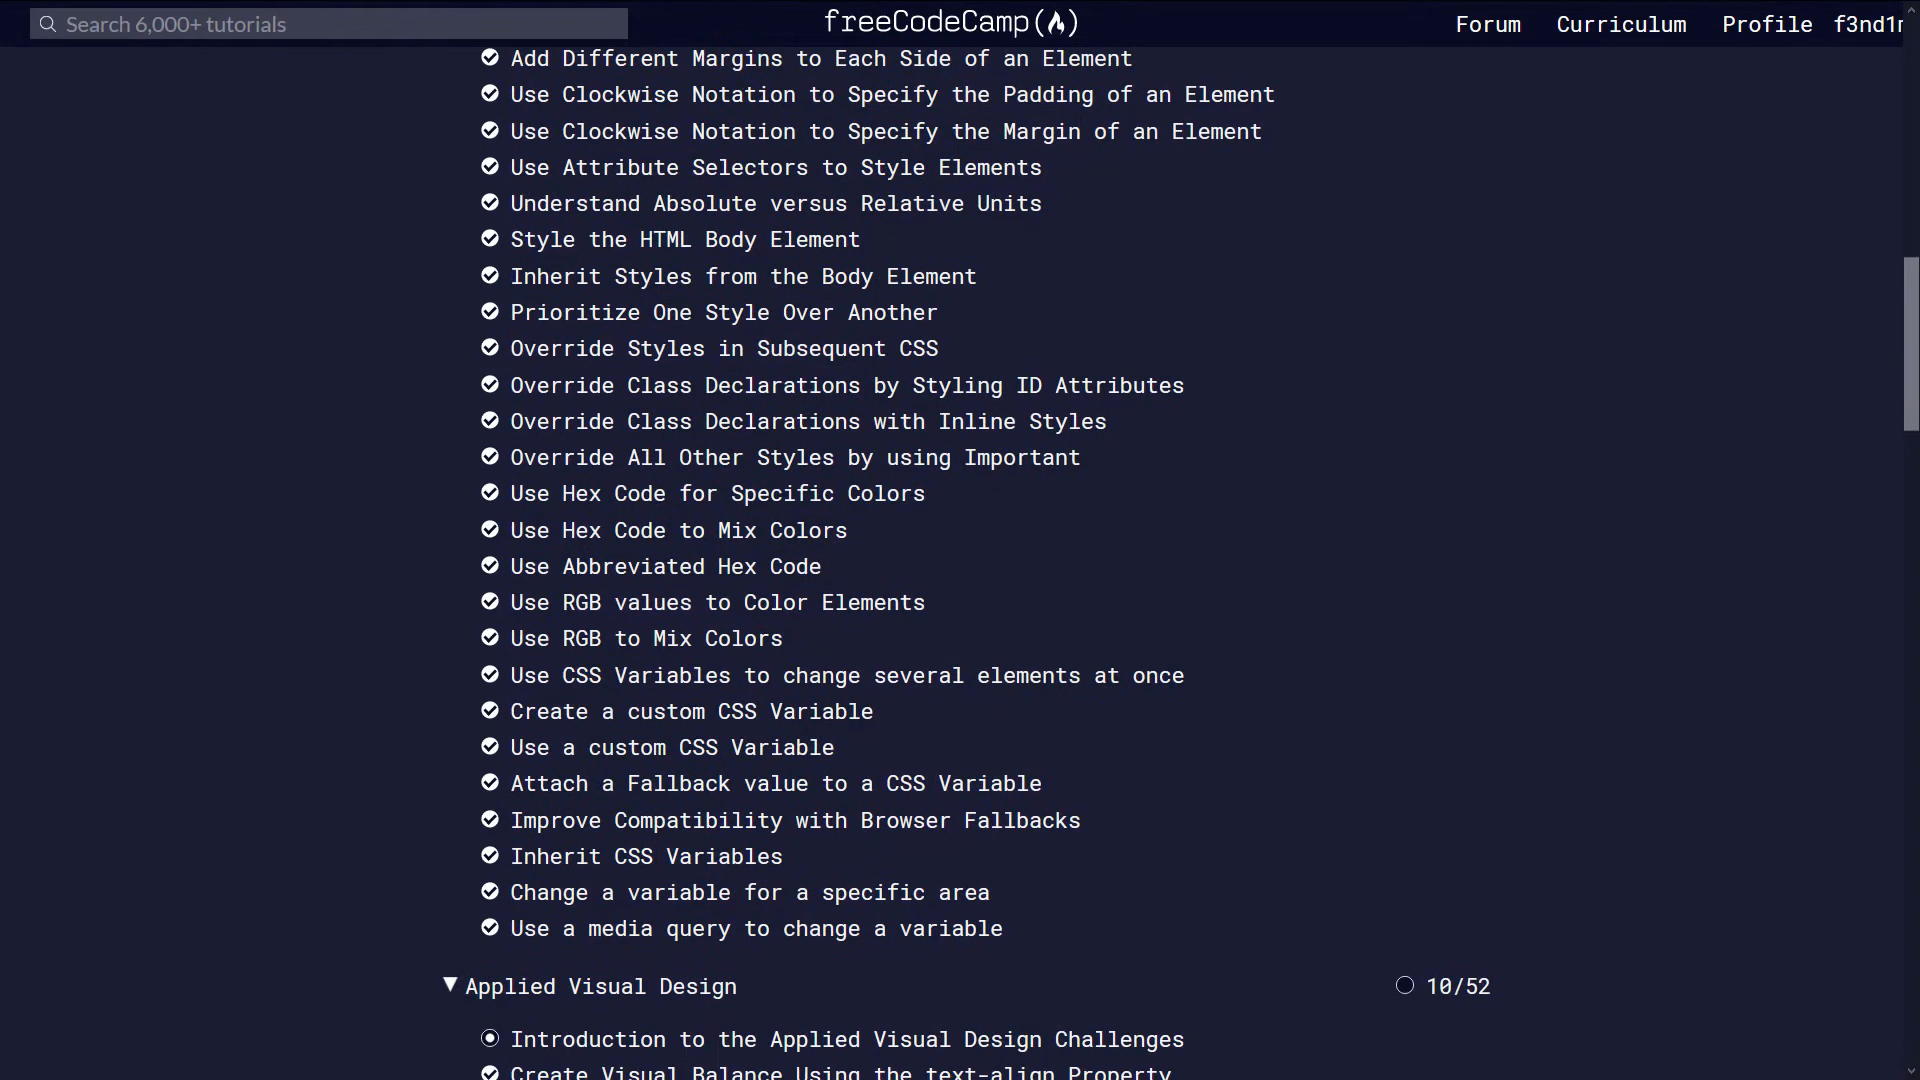 Search 6,000+ tutorials
freeCodeCamp
Forum
Curriculum
Profile
Add Different Margins to Each Side of an Element
Use Clockwise Notation to Specify the Padding of an Element
Use Clockwise Notation to Specify the Margin of an Element
Use Attribute Selectors to Style Elements
Understand Absolute versus Relative Units
Style the HTML Body Element
Inherit Styles from the Body Element
Prioritize One Style Over Another
Override Styles in Subsequent CSS
Override Class Declarations by Styling ID Attributes
Override Class Declarations with Inline Styles
Override All Other Styles by using Important
Use Hex Code for Specific Colors
Use Hex Code to Mix Colors
Use Abbreviated Hex Code
Use RGB values to Color Elements
Use RGB to Mix Colors
Use CSS Variables to change several elements at once
Create a custom CSS Variable
Use a custom CSS Variable
Attach a Fallback value to a CSS Variable
Improve Compatibility with Browser Fallbacks
Inherit CSS Variables
Change a variable for a specific area
Use a media query to change a variable
Applied Visual Design
10/52
Introduction to the Applied Visual Design Challenges
Create Visual Balance Using the text-align Property